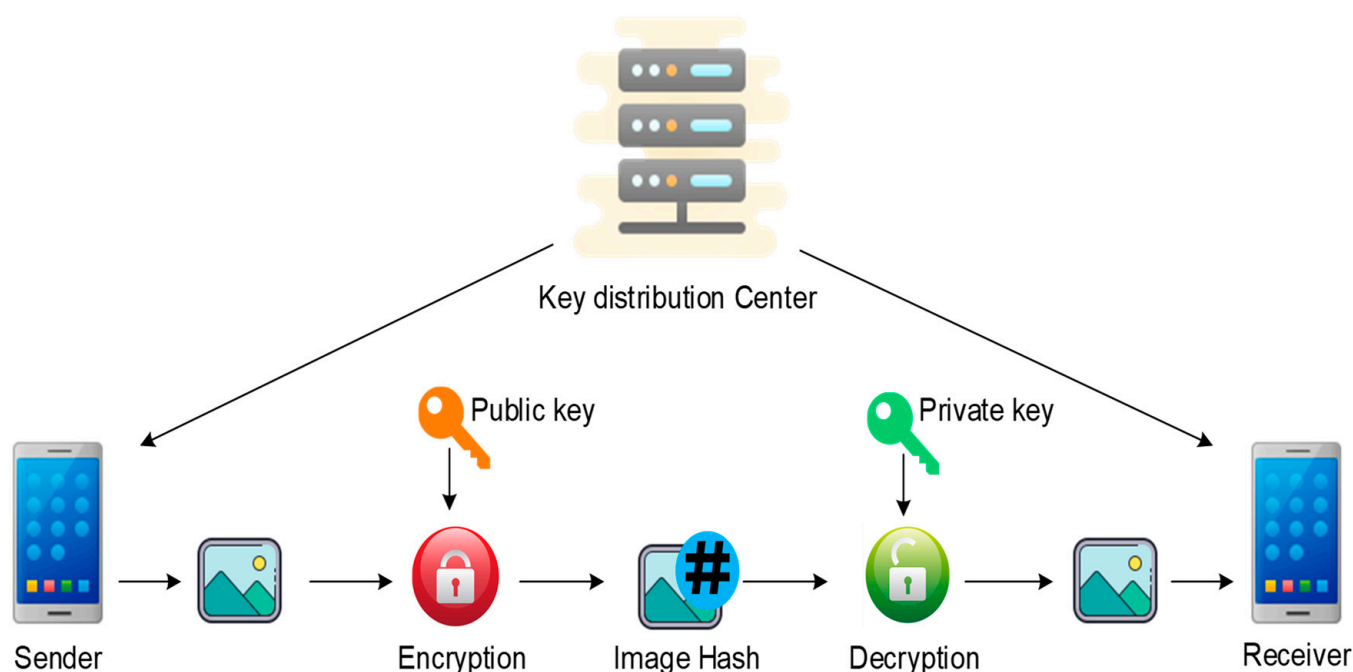 Key distribution Center
Public key
Private key
#
Sender
Encryption
Image Hash
Decryption
Receiver